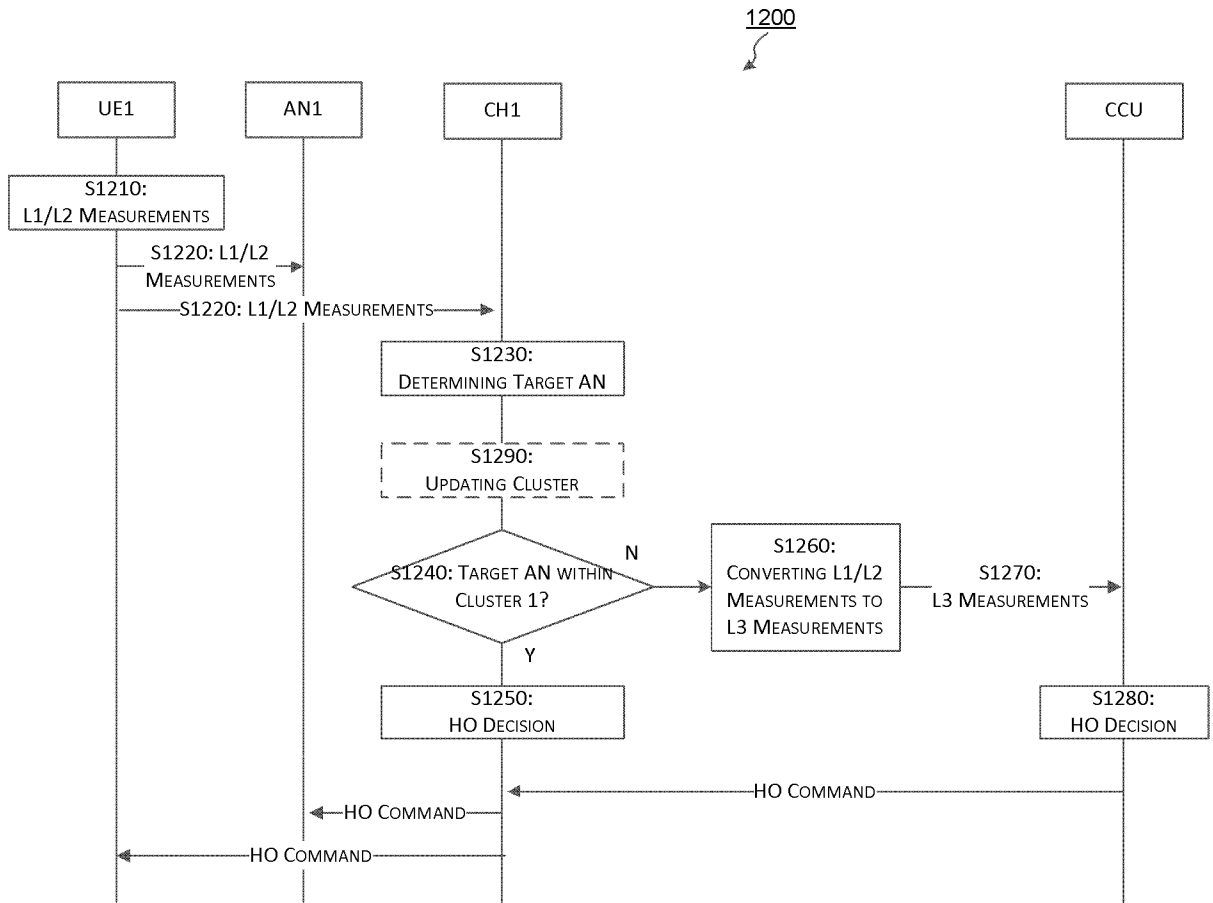 1200
UE1
AN1
CH1
CCU
S1210:
L1/L2 Measurements
S1220: L1/L2
Measurements
S1220: L1/L2 Measurements
S1230:
Determining Target AN
S1290:
Updating Cluster
S1240: Target AN within
Cluster 1?
N
Y
S1260:
Converting L1/L2
Measurements to
L3 Measurements
S1270:
L3 Measurements
S1250:
HO Decision
S1280:
HO Decision
HO Command
HO Command
HO Command